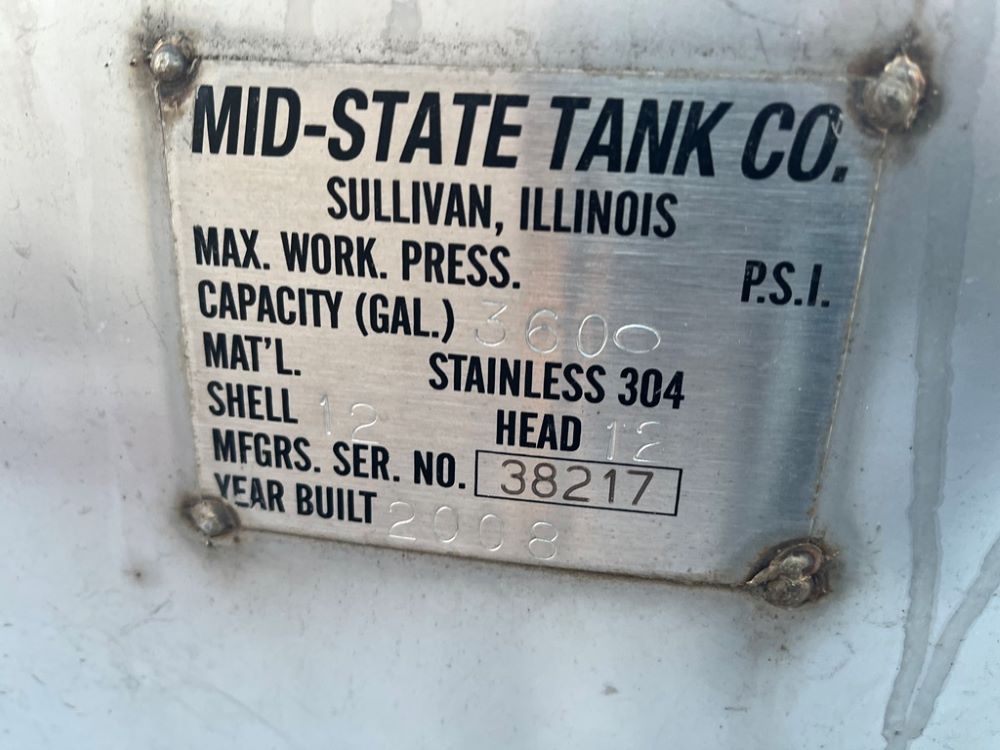 MID-STATE TANK CO.
SULLIVAN, ILLINOIS
MAX. WORK. PRESS. P.S.I.
CAPACITY (GAL.) 3600
MAT'L. STAINLESS 304
SHELL 12 HEAD 12
MFGRS. SER. NO. 38217
YEAR BUILT 2008